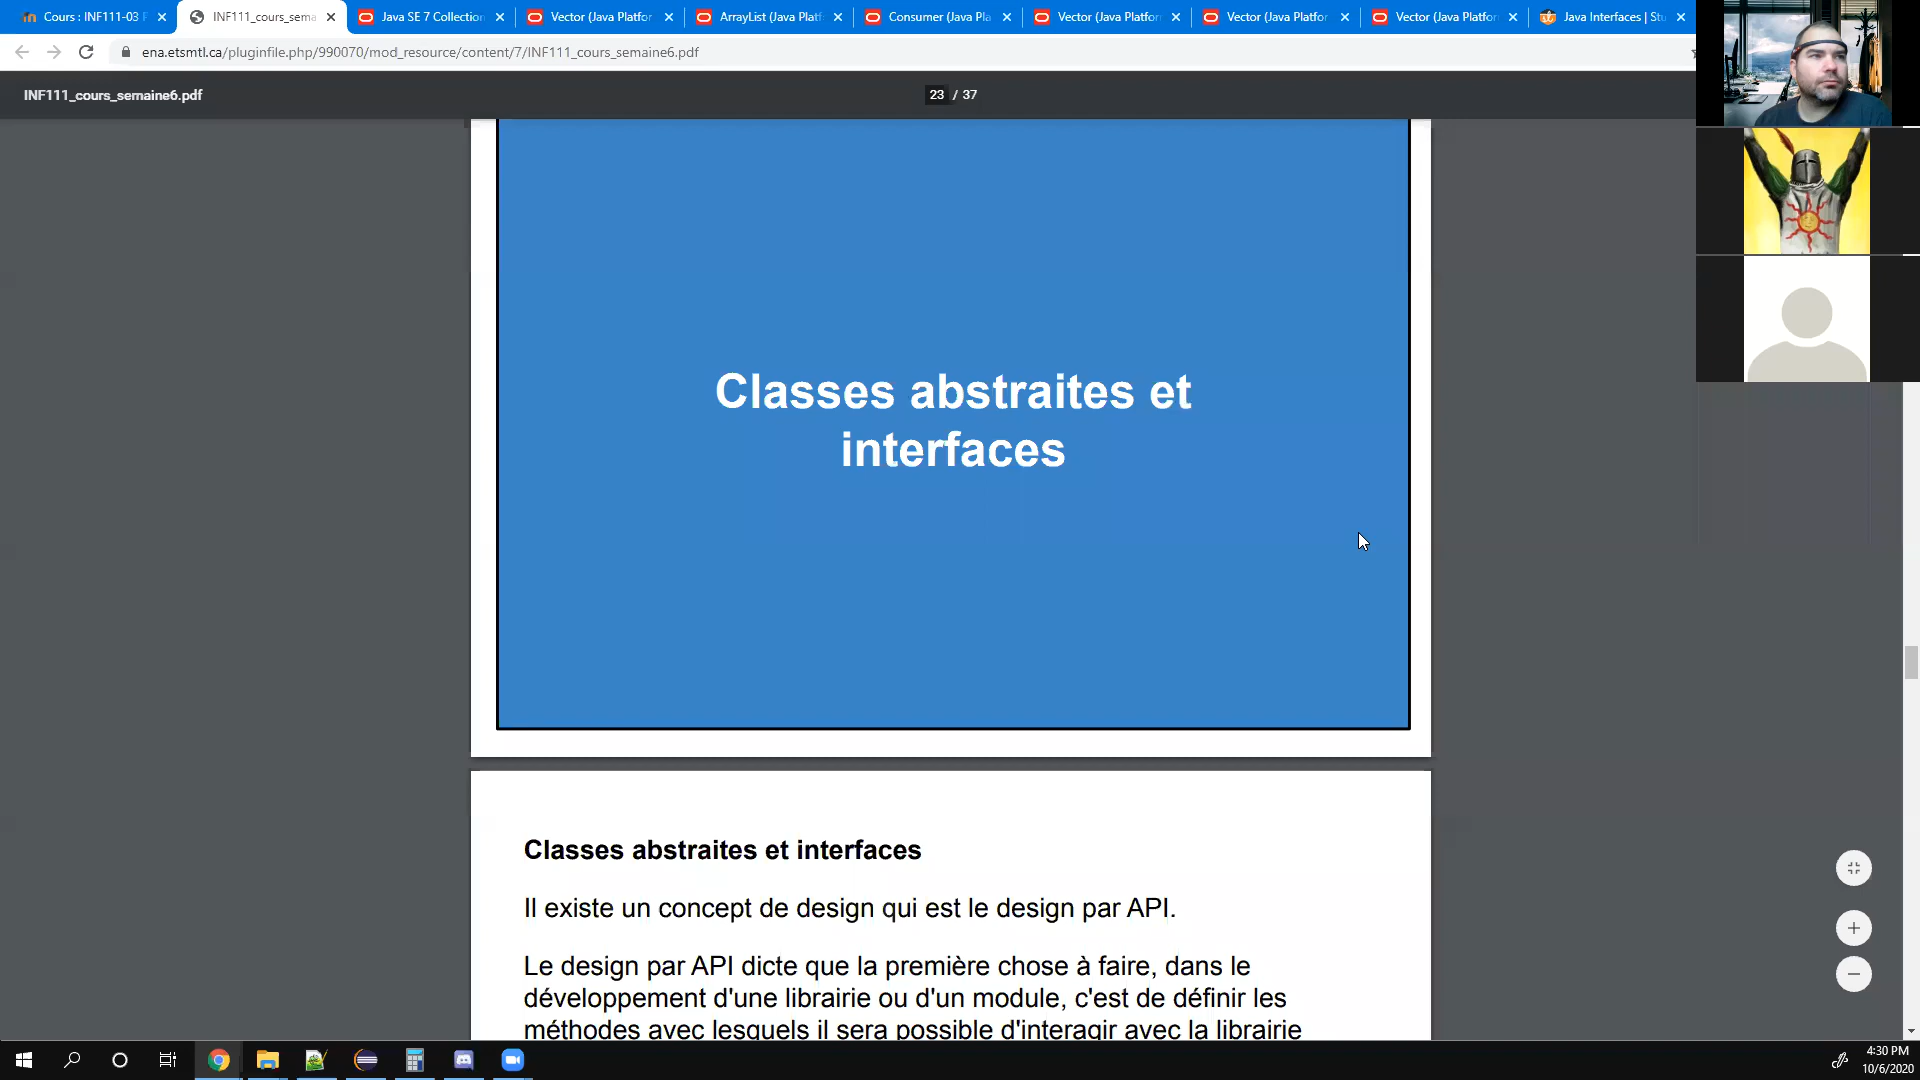 Cours : INF111-03
INF111_cours_sema
Java SE 7 Collection
Vector (Java Platfor
ArrayList (Java Platf
Consumer (Java Pla
Vector (Java Platfor
Vector (Java Platfor
Vector (Java Platfor
Java Interfaces | Stu
ena.etsmtl.ca/pluginfile.php/990070/mod_resource/content/7/INF111_cours_semaine6.pdf
INF111_cours_semaine6.pdf
23 / 37
Classes abstraites et
interfaces
Classes abstraites et interfaces
Il existe un concept de design qui est le design par API.
Le design par API dicte que la première chose à faire, dans le
développement d'une librairie ou d'un module, c'est de définir les
méthodes avec lesquels il sera possible d'interagir avec la librairie
4:30 PM
10/6/2020